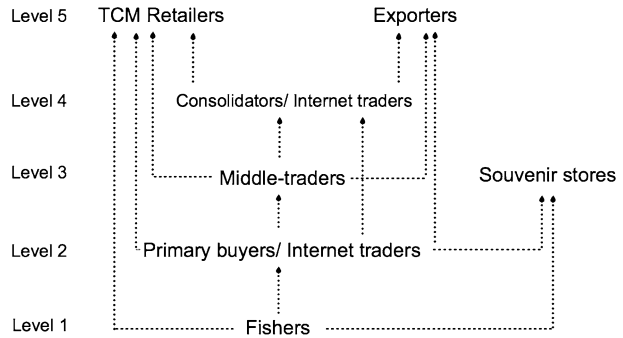 Level 5 TCM Retailers Exporters
Level 4 Consolidators/ Internet traders
Level 3 Middle-traders Souvenir stores
Level 2 Primary buyers/ Internet traders
Level 1 Fishers